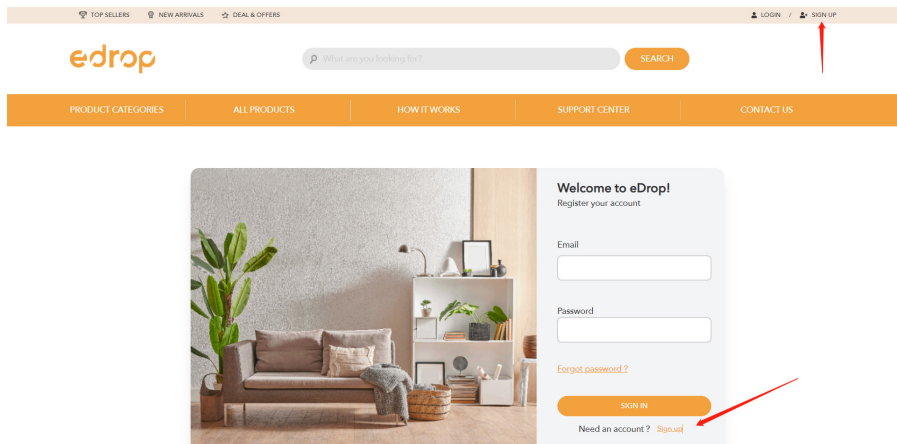 TOP SELLERS NEW ARRIVALS DEAL & OFFERS LOGIN / SIGN UP
edrop
What are you looking for?
SEARCH
PRODUCT CATEGORIES ALL PRODUCTS HOW IT WORKS SUPPORT CENTER CONTACT US
Welcome to eDrop!
Register your account
Email
Password
Forgot password ?
SIGN IN
Need an account ? Sign up